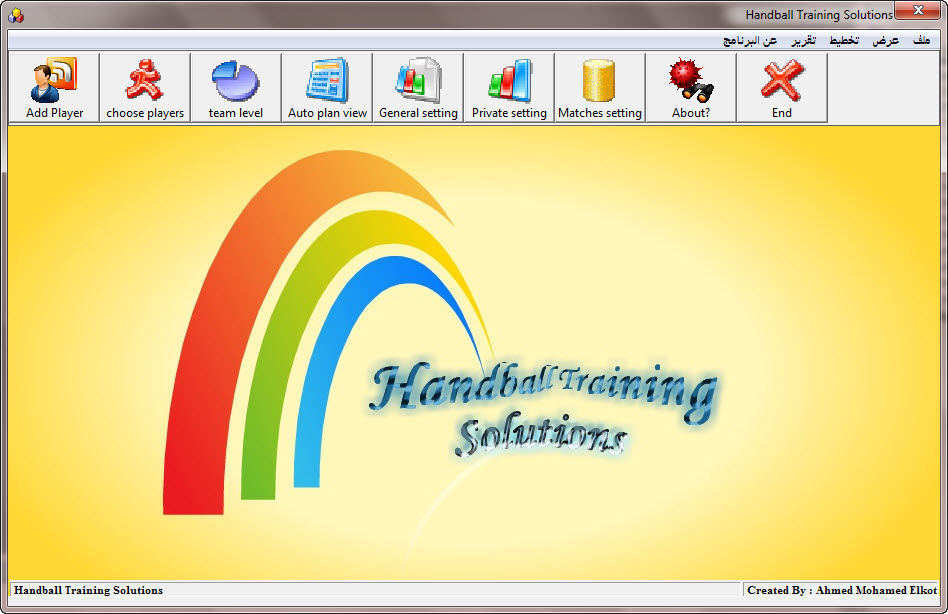 Handball Training Solutions
ملف عرض تخطيط تقرير عن البرنامج
Add Player choose players team level Auto plan view General setting Private setting Matches setting About? End
Handball Training
Solutions
Handball Training Solutions Created By : Ahmed Mohamed Elkot